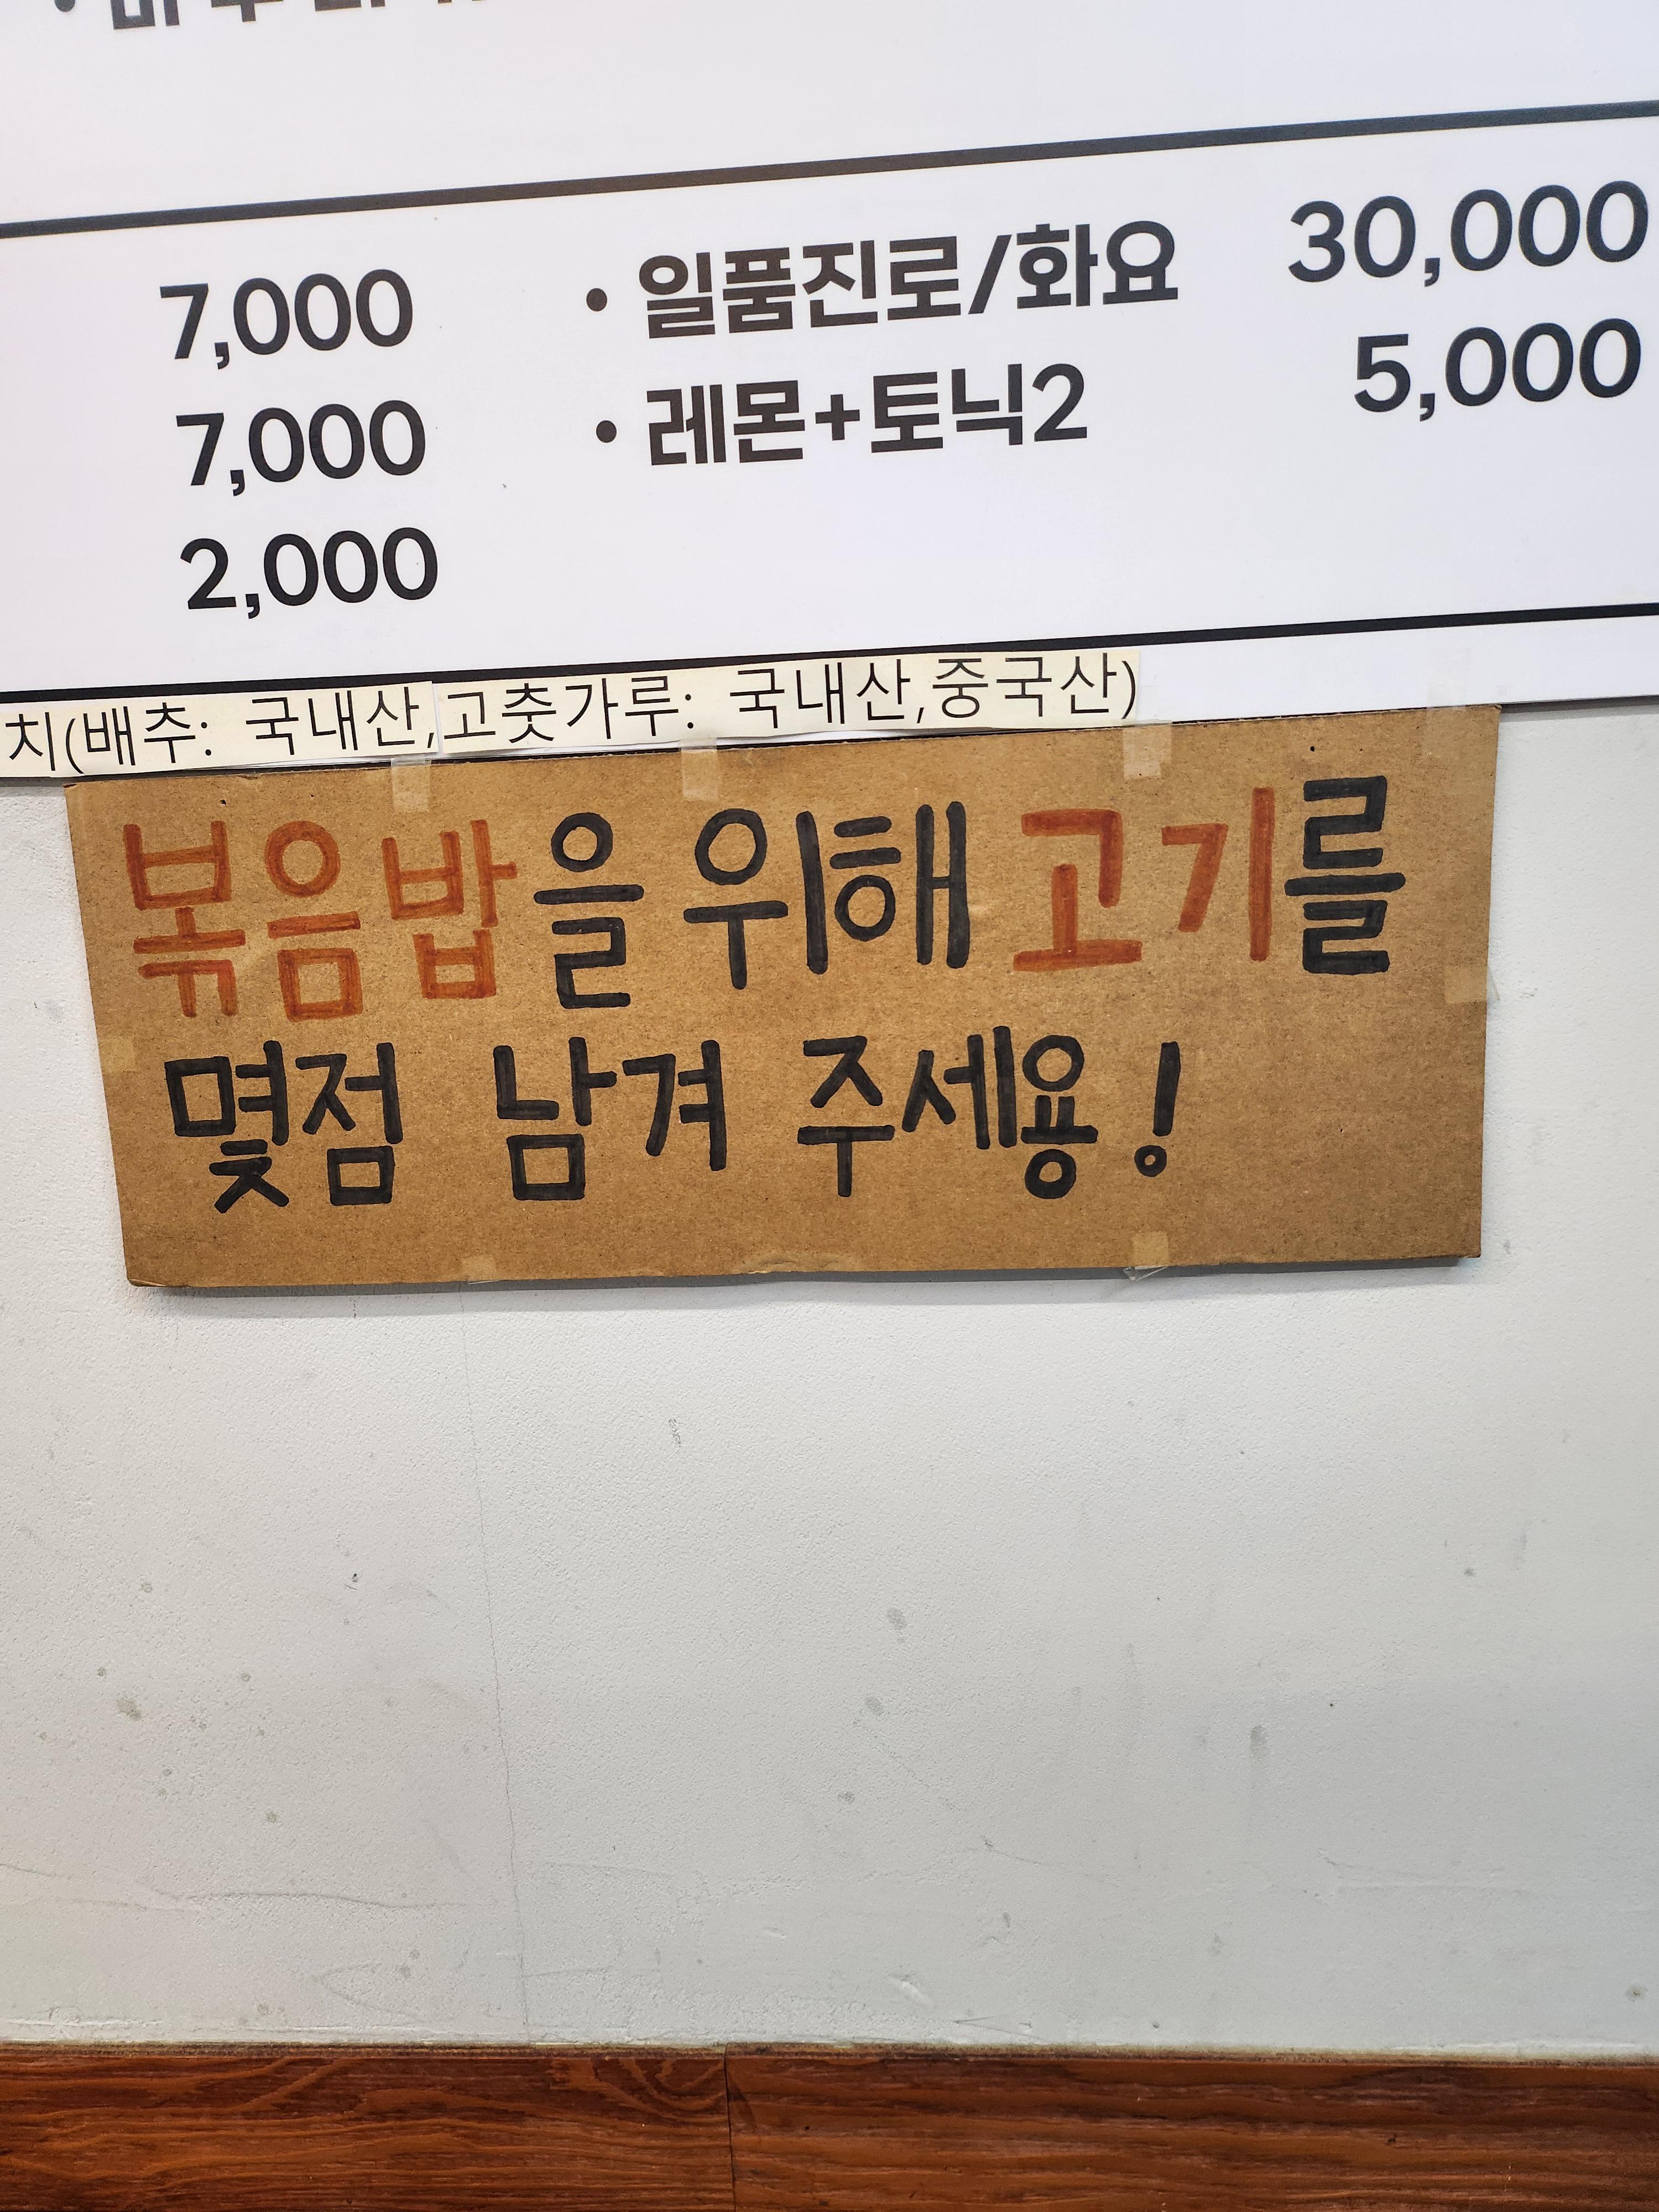 7,000
7,000
2,000
• 일품진로/화요 30,000
• 레몬+토닉2 5,000
치(배추: 국내산,고춧가루: 국내산,중국산)
볶음밥을 위해 고기를
몇점 남겨 주세용!